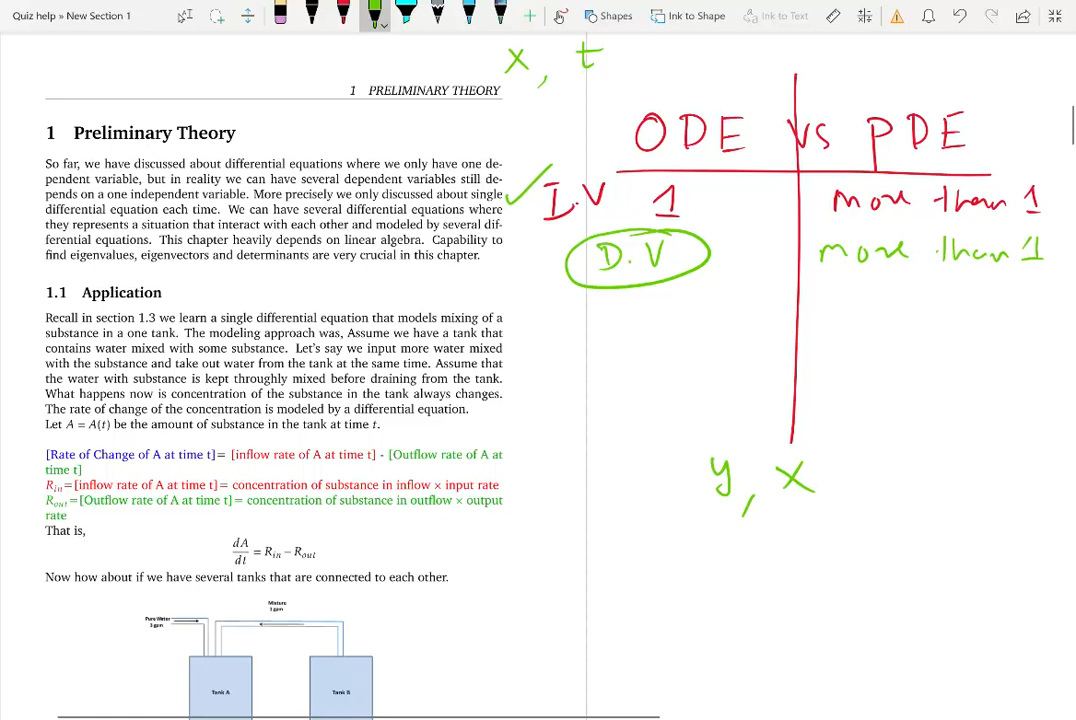 Quiz help » New Section 1
Shapes
Ink to Shape
Ink to Text
x, t
1 PRELIMINARY THEORY
1 Preliminary Theory
So far, we have discussed about differential equations where we only have one de-
pendent variable, but in reality we can have several dependent variables still de-
pends on a one independent variable. More precisely we only discussed about single
differential equation each time. We can have several differential equations where
they represents a situation that interact with each other and modeled by several dif-
ferential equations. This chapter heavily depends on linear algebra. Capability to
find eigenvalues, eigenvectors and determinants are very crucial in this chapter.
1.1 Application
Recall in section 1.3 we learn a single differential equation that models mixing of a
substance in a one tank. The modeling approach was, Assume we have a tank that
contains water mixed with some substance. Let's say we input more water mixed
with the substance and take out water from the tank at the same time. Assume that
the water with substance is kept throughly mixed before draining from the tank.
What happens now is concentration of the substance in the tank always changes.
The rate of change of the concentration is modeled by a differential equation.
Let A = A(t) be the amount of substance in the tank at time t.
[Rate of Change of A at time t]= [inflow rate of A at time t] - [Outflow rate of A at
time t]
R_in=[inflow rate of A at time t]= concentration of substance in inflow × input rate
R_out=[Outflow rate of A at time t]= concentration of substance in outflow × output
rate
That is,
dA
dt = R_in − R_out
Now how about if we have several tanks that are connected to each other.
Mixture
1 gpm
Pure Water
3 gpm
Tank A
Tank B
ODE vs PDE
I.V 1 more than 1
D.V more than 1
y, x